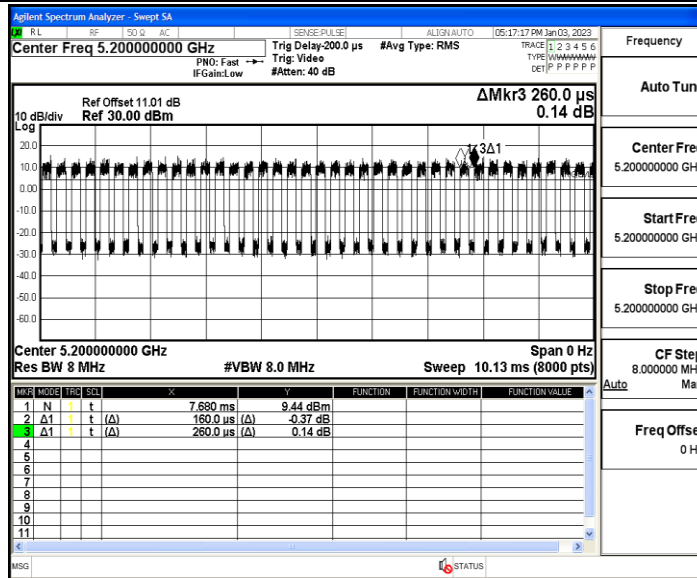 Agilent Spectrum Analyzer - Swept SA
RL RF 50 Ω AC SENSE:PULSE ALIGN AUTO 05:17:17 PM Jan 03, 2023
Center Freq 5.200000000 GHz Trig Delay-200.0 µs #Avg Type: RMS TRACE 1 2 3 4 5 6
PNO: Fast Trig: Video TYPE WWWWWW
IFGain:Low #Atten: 40 dB DET P P P P P P
ΔMkr3 260.0 µs
0.14 dB
Ref Offset 11.01 dB
10 dB/div Ref 30.00 dBm
Log
20.0
10.0
0.00
-10.0
-20.0
-30.0
-40.0
-50.0
-60.0
3Δ1
Center 5.200000000 GHz Span 0 Hz
Res BW 8 MHz #VBW 8.0 MHz Sweep 10.13 ms (8000 pts)
MKR MODE TRC SCL X Y FUNCTION FUNCTION WIDTH FUNCTION VALUE
1 N 1 t 7.680 ms 9.44 dBm
2 Δ1 1 t (Δ) 160.0 µs (Δ) -0.37 dB
3 Δ1 1 t (Δ) 260.0 µs (Δ) 0.14 dB
4
5
6
7
8
9
10
11
MSG STATUS
Frequency
Auto Tun
Center Fre
5.200000000 GH
Start Fre
5.200000000 GH
Stop Fre
5.200000000 GH
CF Step
8.000000 MH
Auto Ma
Freq Offse
0 H